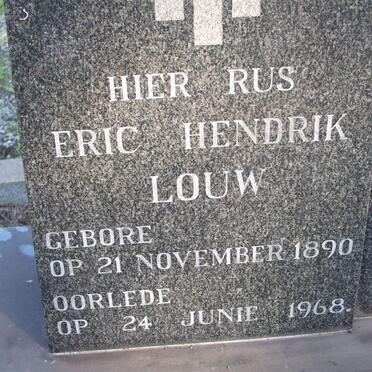 HIER RUS
ERIC HENDRIK
LOUW
GEBORE
OP 21 NOVEMBER 1890
OORLEDE
OP 24 JUNIE 1968.